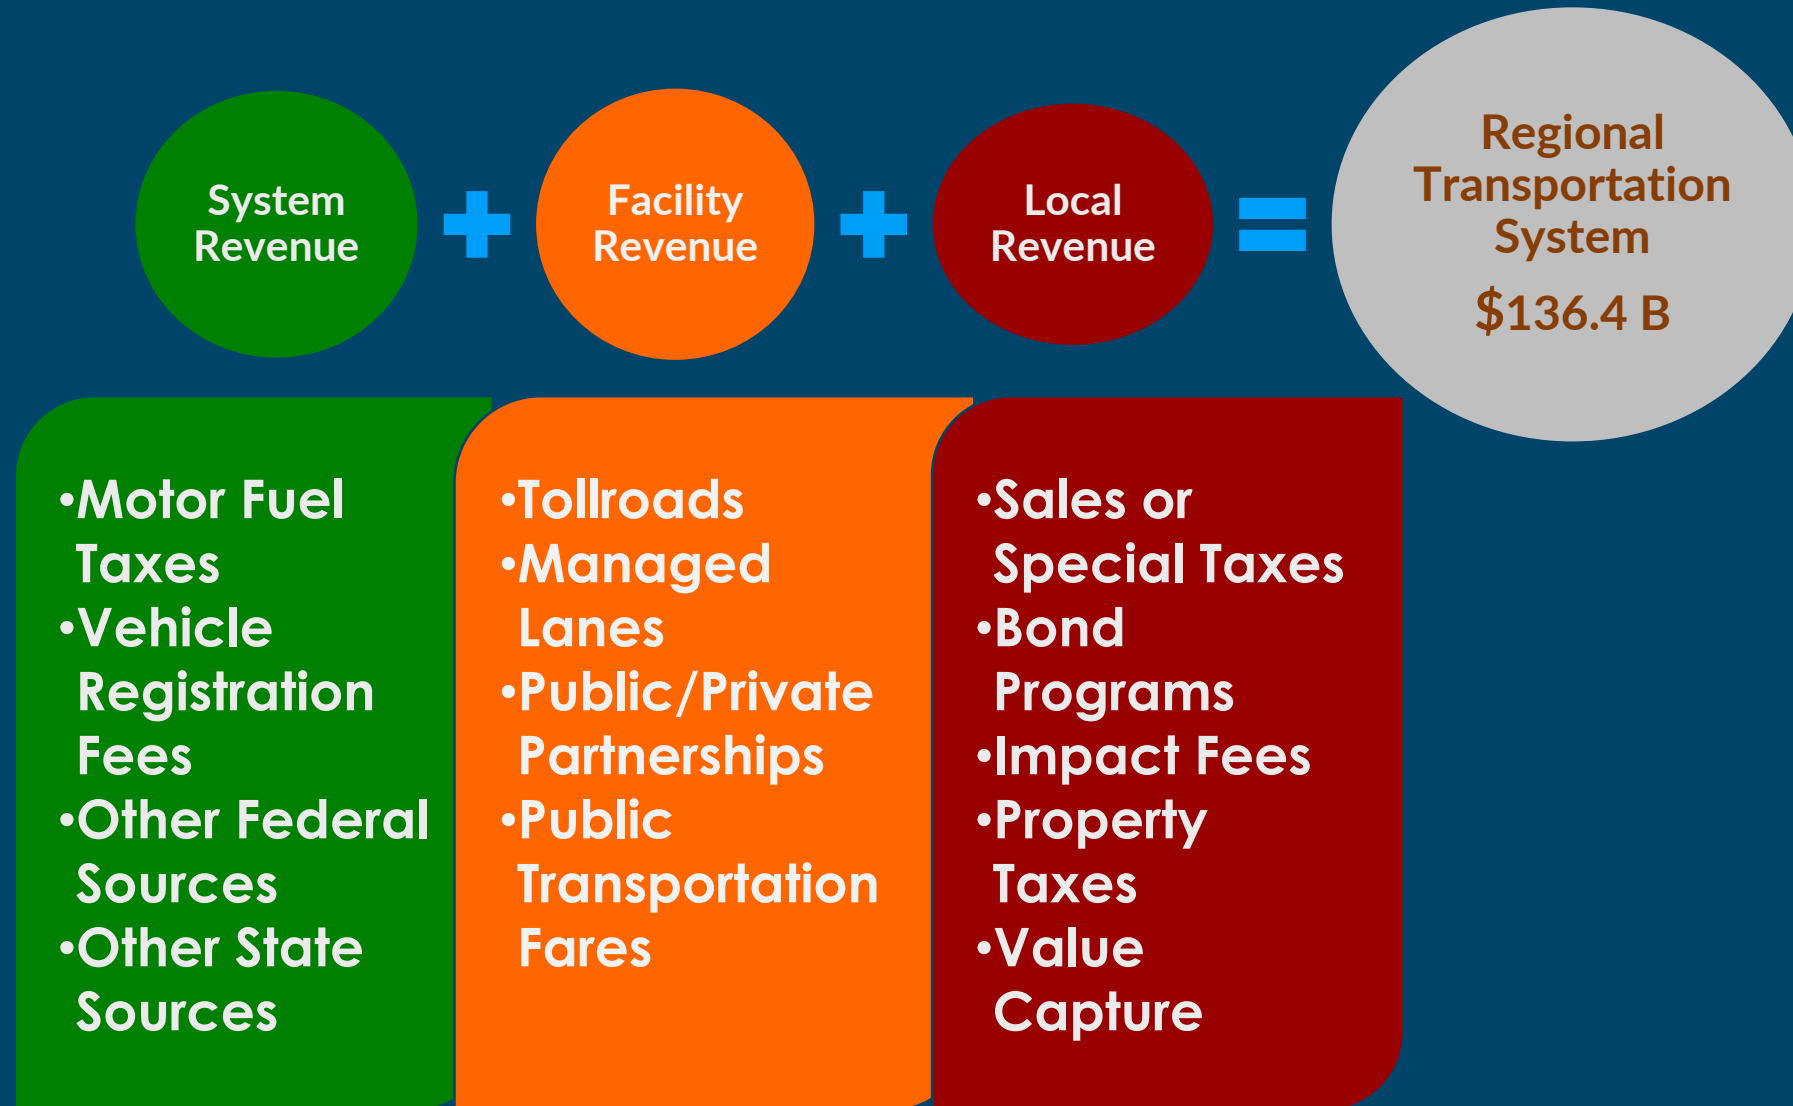 System
Revenue
Facility
Revenue
Local
Revenue
Regional
Transportation
System
$136.4 B
•Motor Fuel
Taxes
•Vehicle
Registration
Fees
•Other Federal
Sources
•Other State
Sources
•Tollroads
•Managed
Lanes
•Public/Private
Partnerships
•Public
Transportation
Fares
•Sales or
Special Taxes
•Bond
Programs
•Impact Fees
•Property
Taxes
•Value
Capture